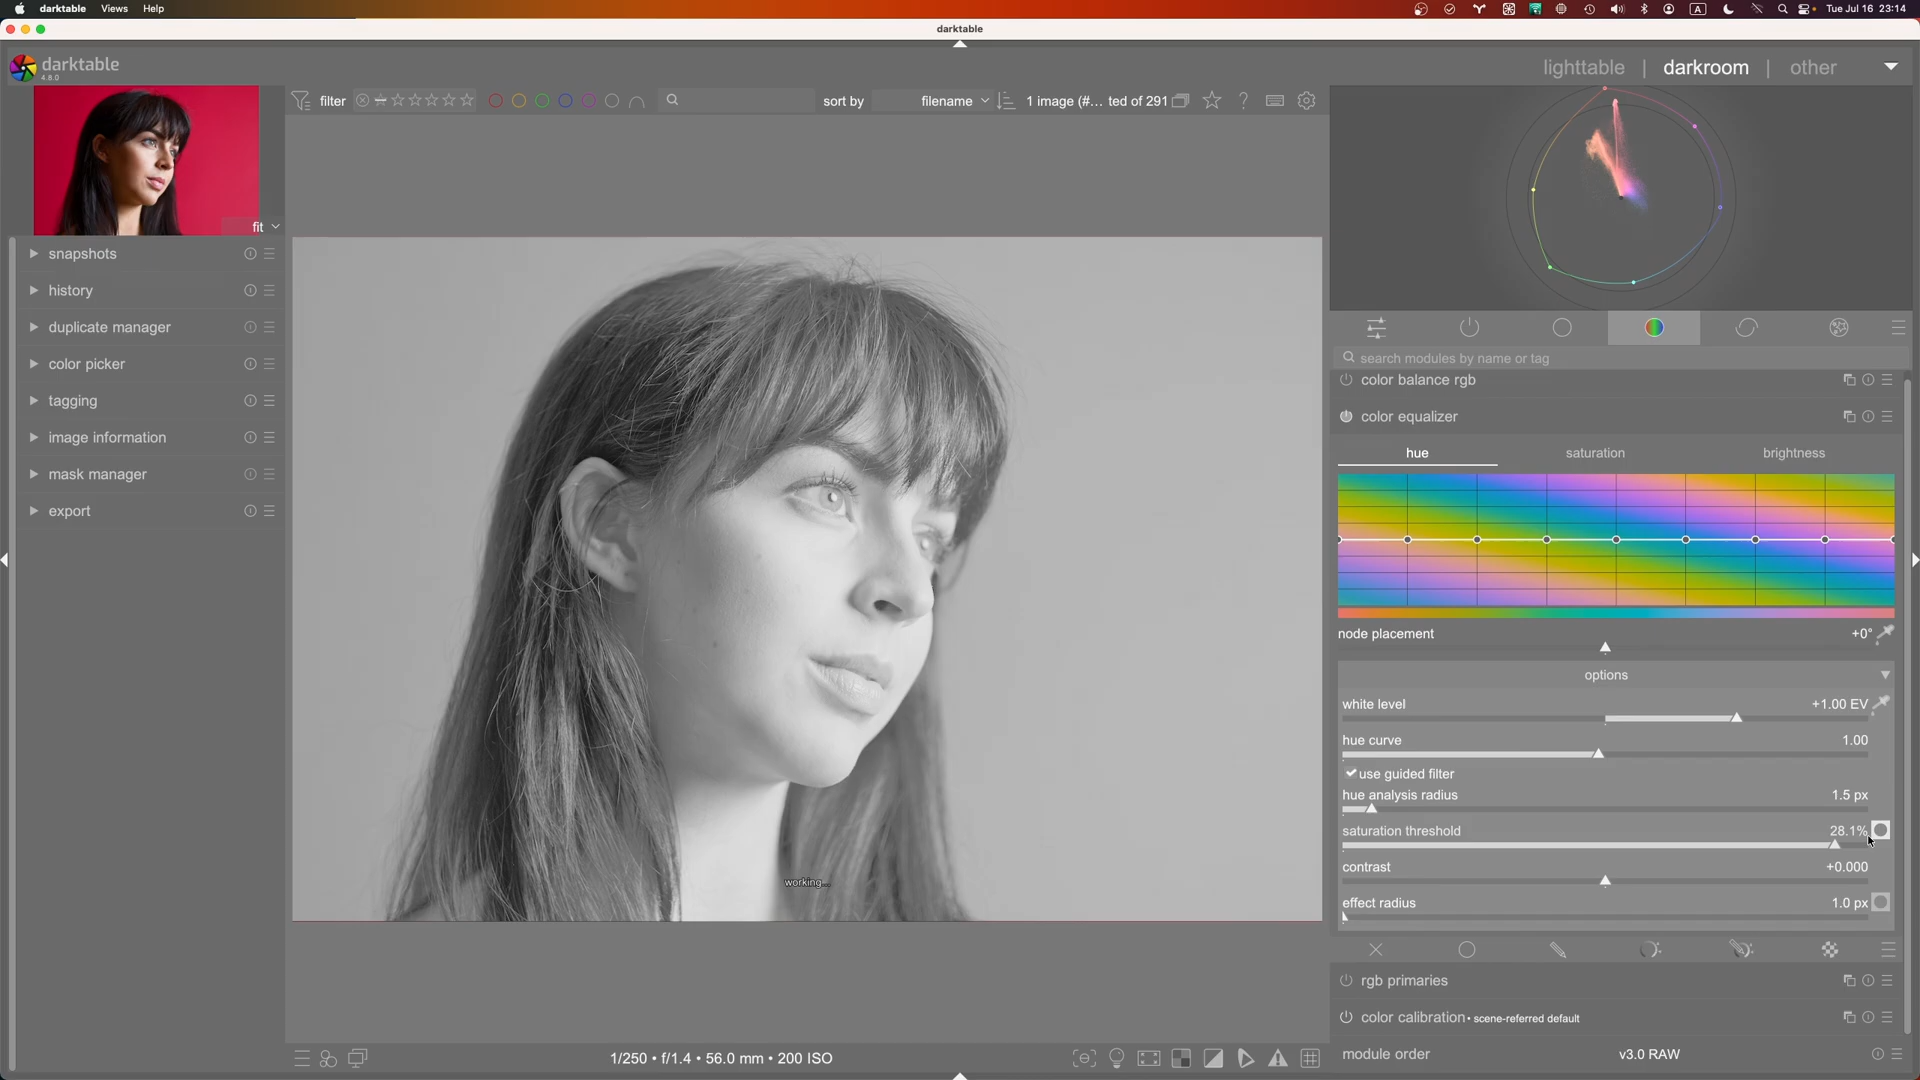 darktable Views Help
A Tue Jul 16 23:14
darktable
darktable
4.8.0
lighttable | darkroom | other
filter
sort by filename 1 image (#... ted of 291
fit
snapshots
history
duplicate manager
color picker
tagging
image information
mask manager
export
working...
1/250 • f/1.4 • 56.0 mm • 200 ISO
search modules by name or tag
color balance rgb
color equalizer
hue saturation brightness
node placement +0°
options
white level +1.00 EV
hue curve 1.00
use guided filter
hue analysis radius 1.5 px
saturation threshold 28.1%
contrast +0.000
effect radius 1.0 px
rgb primaries
color calibration • scene-referred default
module order v3.0 RAW